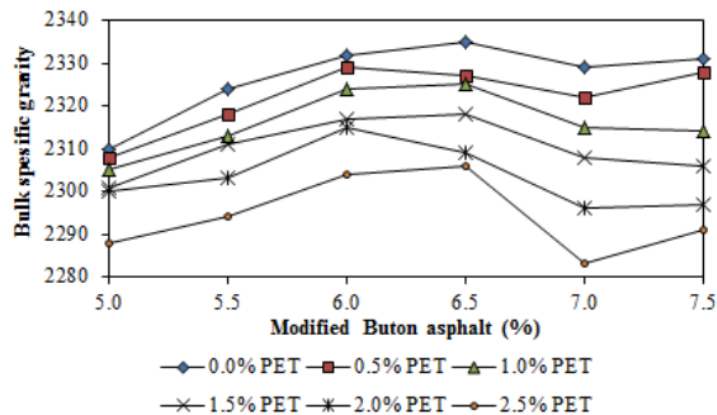 2340
2330
2320
2310
2300
2290
2280
Bulk spesific gravity
5.0 5.5 6.0 6.5 7.0 7.5
Modified Buton asphalt (%)
0.0% PET 0.5% PET 1.0% PET
1.5% PET 2.0% PET 2.5% PET